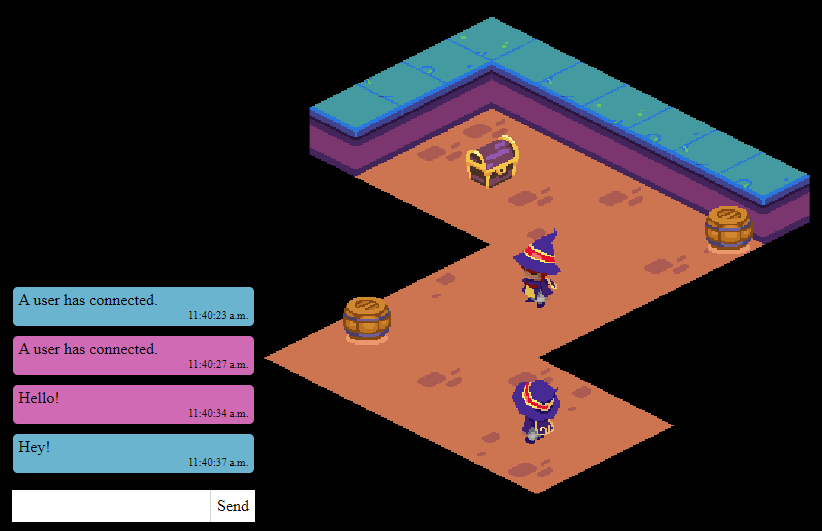 A user has connected.
11:40:23 a.m.
A user has connected.
11:40:27 a.m.
Hello!
11:40:34 a.m.
Hey!
11:40:37 a.m.
Send